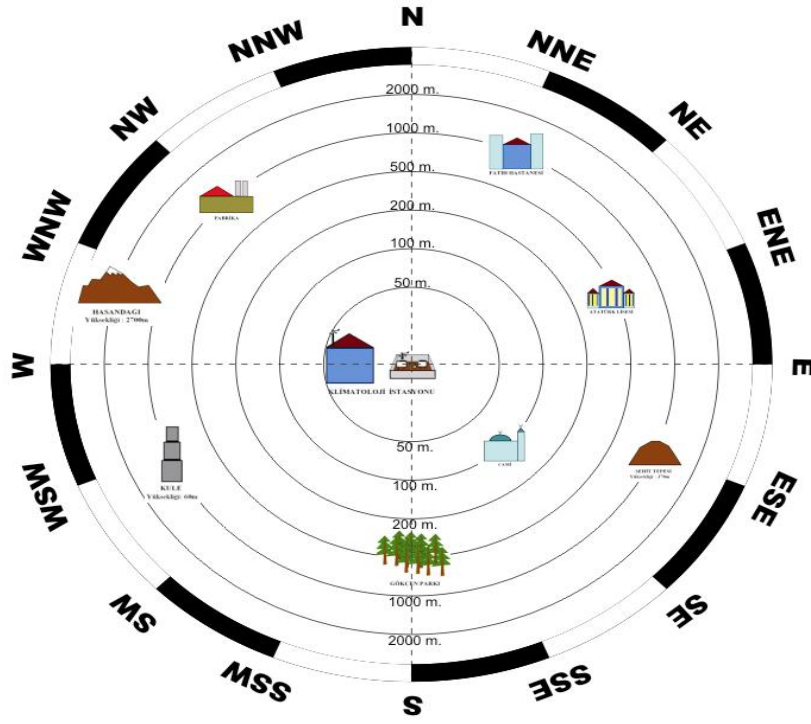 N
NNW
NNE
NW
NE
2000 m.
1000 m.
FATİH HASTANESİ
500 m.
FABRİKA
200 m.
WNW
ENE
100 m.
50 m.
HASANDAGI
Yüksekliği : 2700m
ATATÜRK LİSESİ
W
E
KLİMATOLOJİ İSTASYONU
50 m.
CAMİ
ŞEHİT TEPESİ
100 m.
KULE
Yüksekliği: 60m
WSW
ESE
200 m.
GÖKÇEN PARKI
1000 m.
SW
SE
2000 m.
SSW
SSE
S